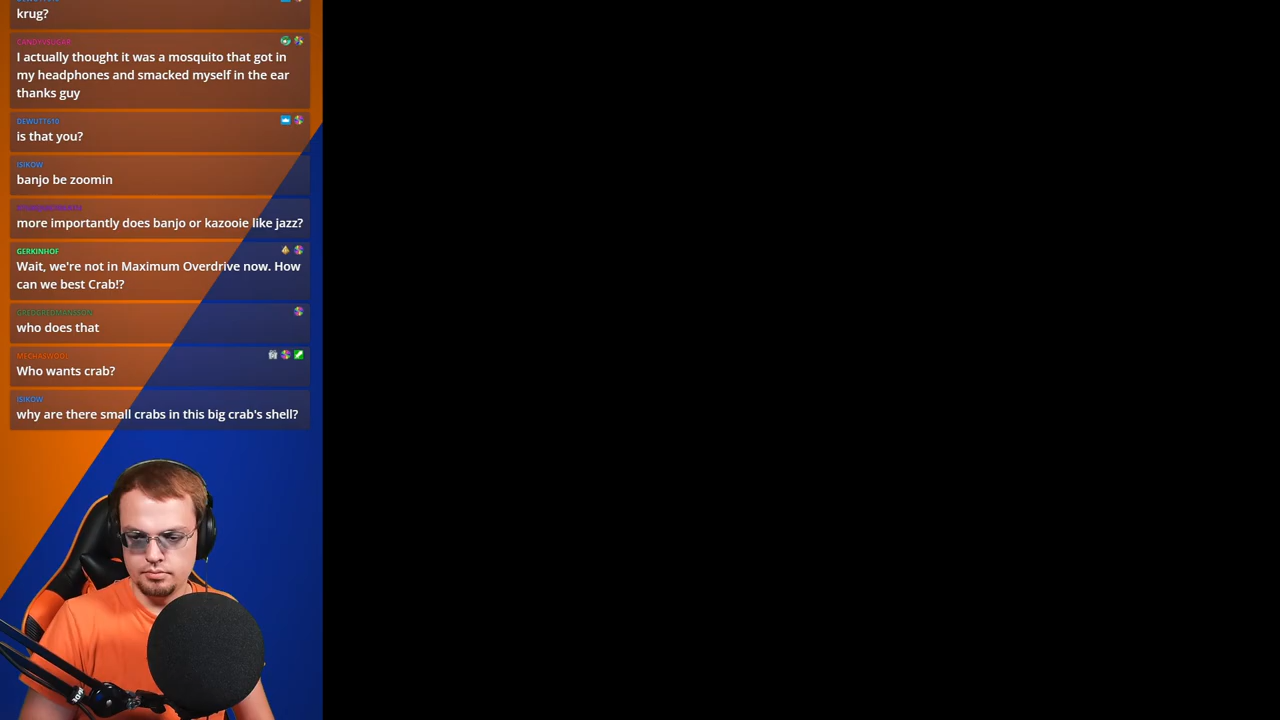 krug?
CANDYVSUGAR
I actually thought it was a mosquito that got in
my headphones and smacked myself in the ear
thanks guy
DEWUTT610
is that you?
ISIKOW
banjo be zoomin
more importantly does banjo or kazooie like jazz?
GERKINHOF
Wait, we're not in Maximum Overdrive now. How
can we best Crab!?
who does that
MECHASWOOL
Who wants crab?
ISIKOW
why are there small crabs in this big crab's shell?